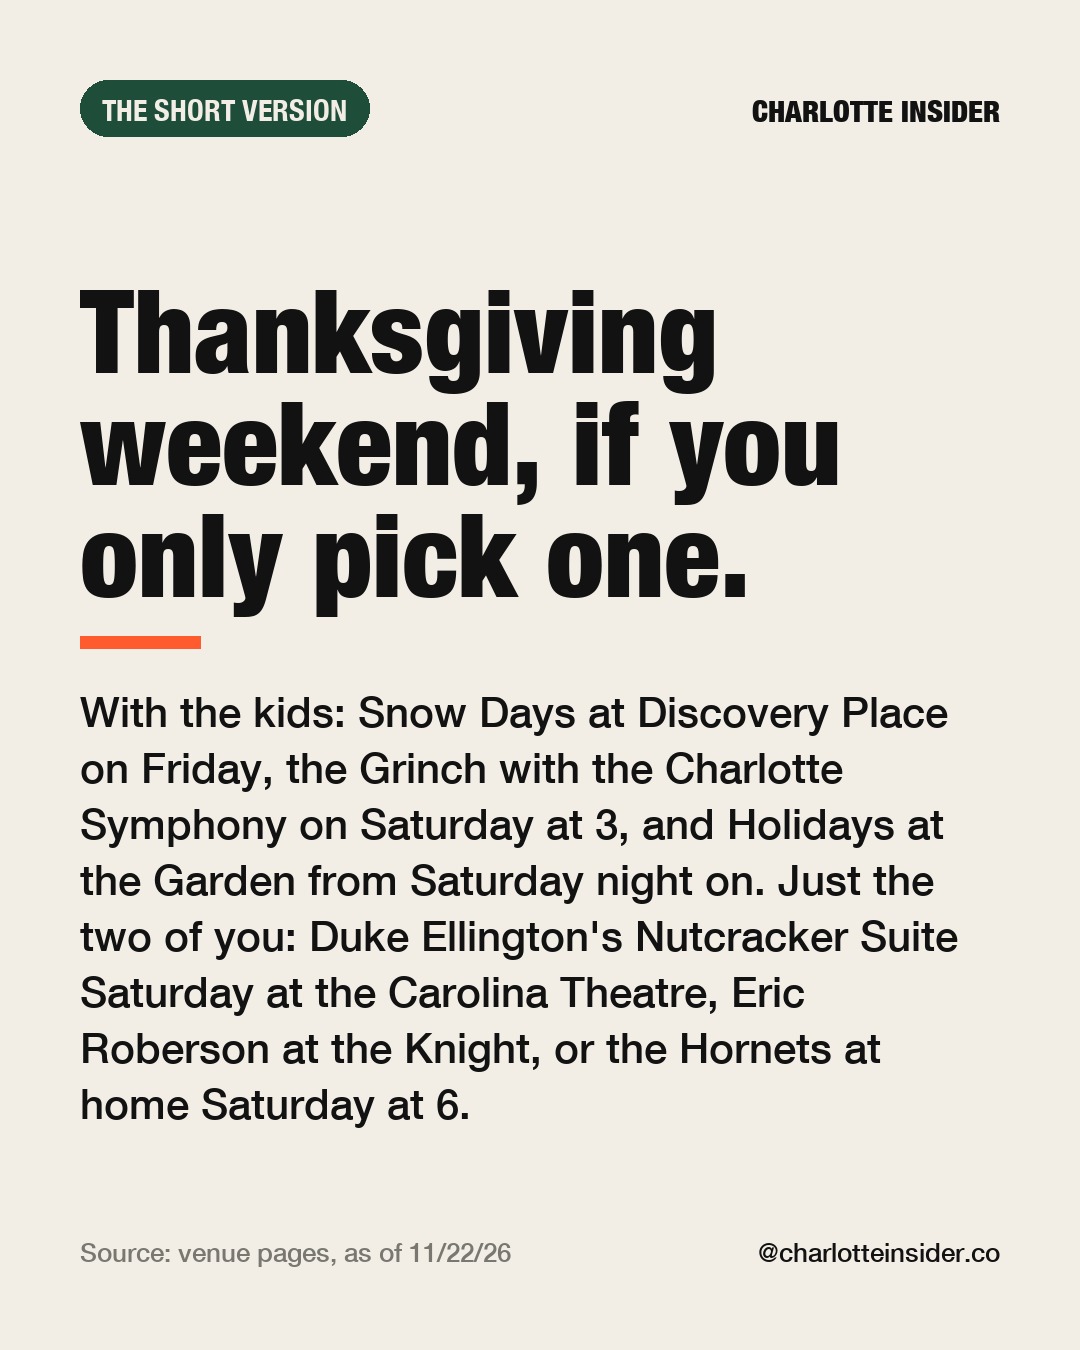 THE SHORT VERSION
CHARLOTTE INSIDER
Thanksgiving
weekend, if you
only pick one.
With the kids: Snow Days at Discovery Place
on Friday, the Grinch with the Charlotte
Symphony on Saturday at 3, and Holidays at
the Garden from Saturday night on. Just the
two of you: Duke Ellington's Nutcracker Suite
Saturday at the Carolina Theatre, Eric
Roberson at the Knight, or the Hornets at
home Saturday at 6.
Source: venue pages, as of 11/22/26
@charlotteinsider.co